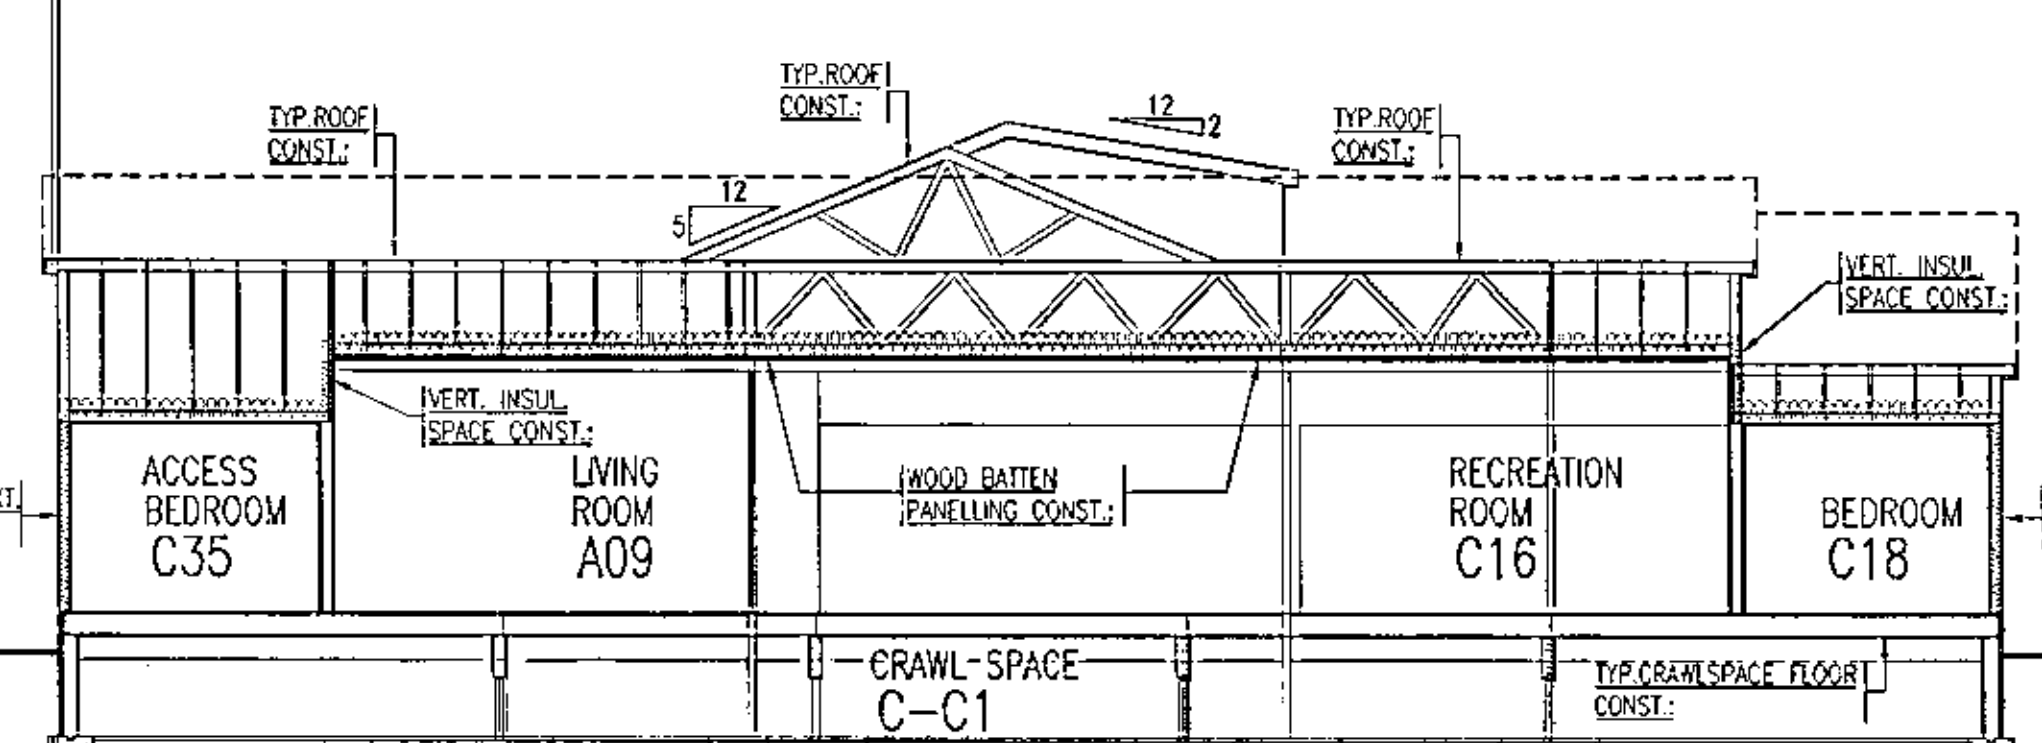 TYP.ROOF
CONST.:
TYP.ROOF
CONST.:
12
2
TYP.ROOF
CONST.:
12
5
VERT. INSUL.
SPACE CONST.:
VERT. INSUL.
SPACE CONST.:
ACCESS
BEDROOM
C35
LIVING
ROOM
A09
WOOD BATTEN
PANELLING CONST.:
RECREATION
ROOM
C16
BEDROOM
C18
CRAWL-SPACE
C-C1
TYP.CRAWLSPACE FLOOR
CONST.: